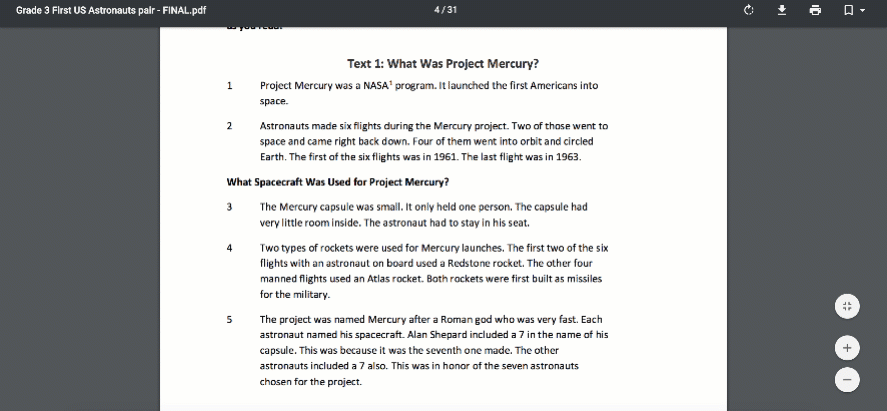 Grade 3 First US Astronauts pair - FINAL.pdf
4 / 31
as you read.
Text 1: What Was Project Mercury?
1 Project Mercury was a NASA¹ program. It launched the first Americans into
space.
2 Astronauts made six flights during the Mercury project. Two of those went to
space and came right back down. Four of them went into orbit and circled
Earth. The first of the six flights was in 1961. The last flight was in 1963.
What Spacecraft Was Used for Project Mercury?
3 The Mercury capsule was small. It only held one person. The capsule had
very little room inside. The astronaut had to stay in his seat.
4 Two types of rockets were used for Mercury launches. The first two of the six
flights with an astronaut on board used a Redstone rocket. The other four
manned flights used an Atlas rocket. Both rockets were first built as missiles
for the military.
5 The project was named Mercury after a Roman god who was very fast. Each
astronaut named his spacecraft. Alan Shepard included a 7 in the name of his
capsule. This was because it was the seventh one made. The other
astronauts included a 7 also. This was in honor of the seven astronauts
chosen for the project.